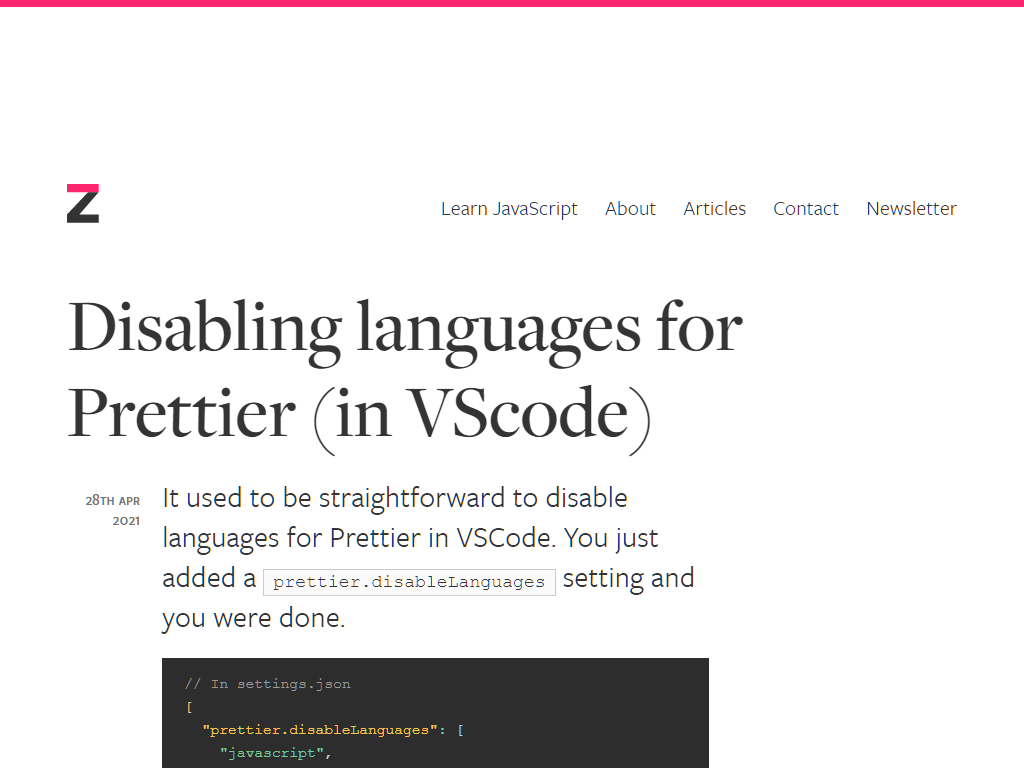 Z
Learn JavaScript About Articles Contact Newsletter
Disabling languages for
Prettier (in VScode)
28TH APR
2021
It used to be straightforward to disable
languages for Prettier in VSCode. You just
added a prettier.disableLanguages setting and
you were done.
// In settings.json
[
"prettier.disableLanguages": [
"javascript",